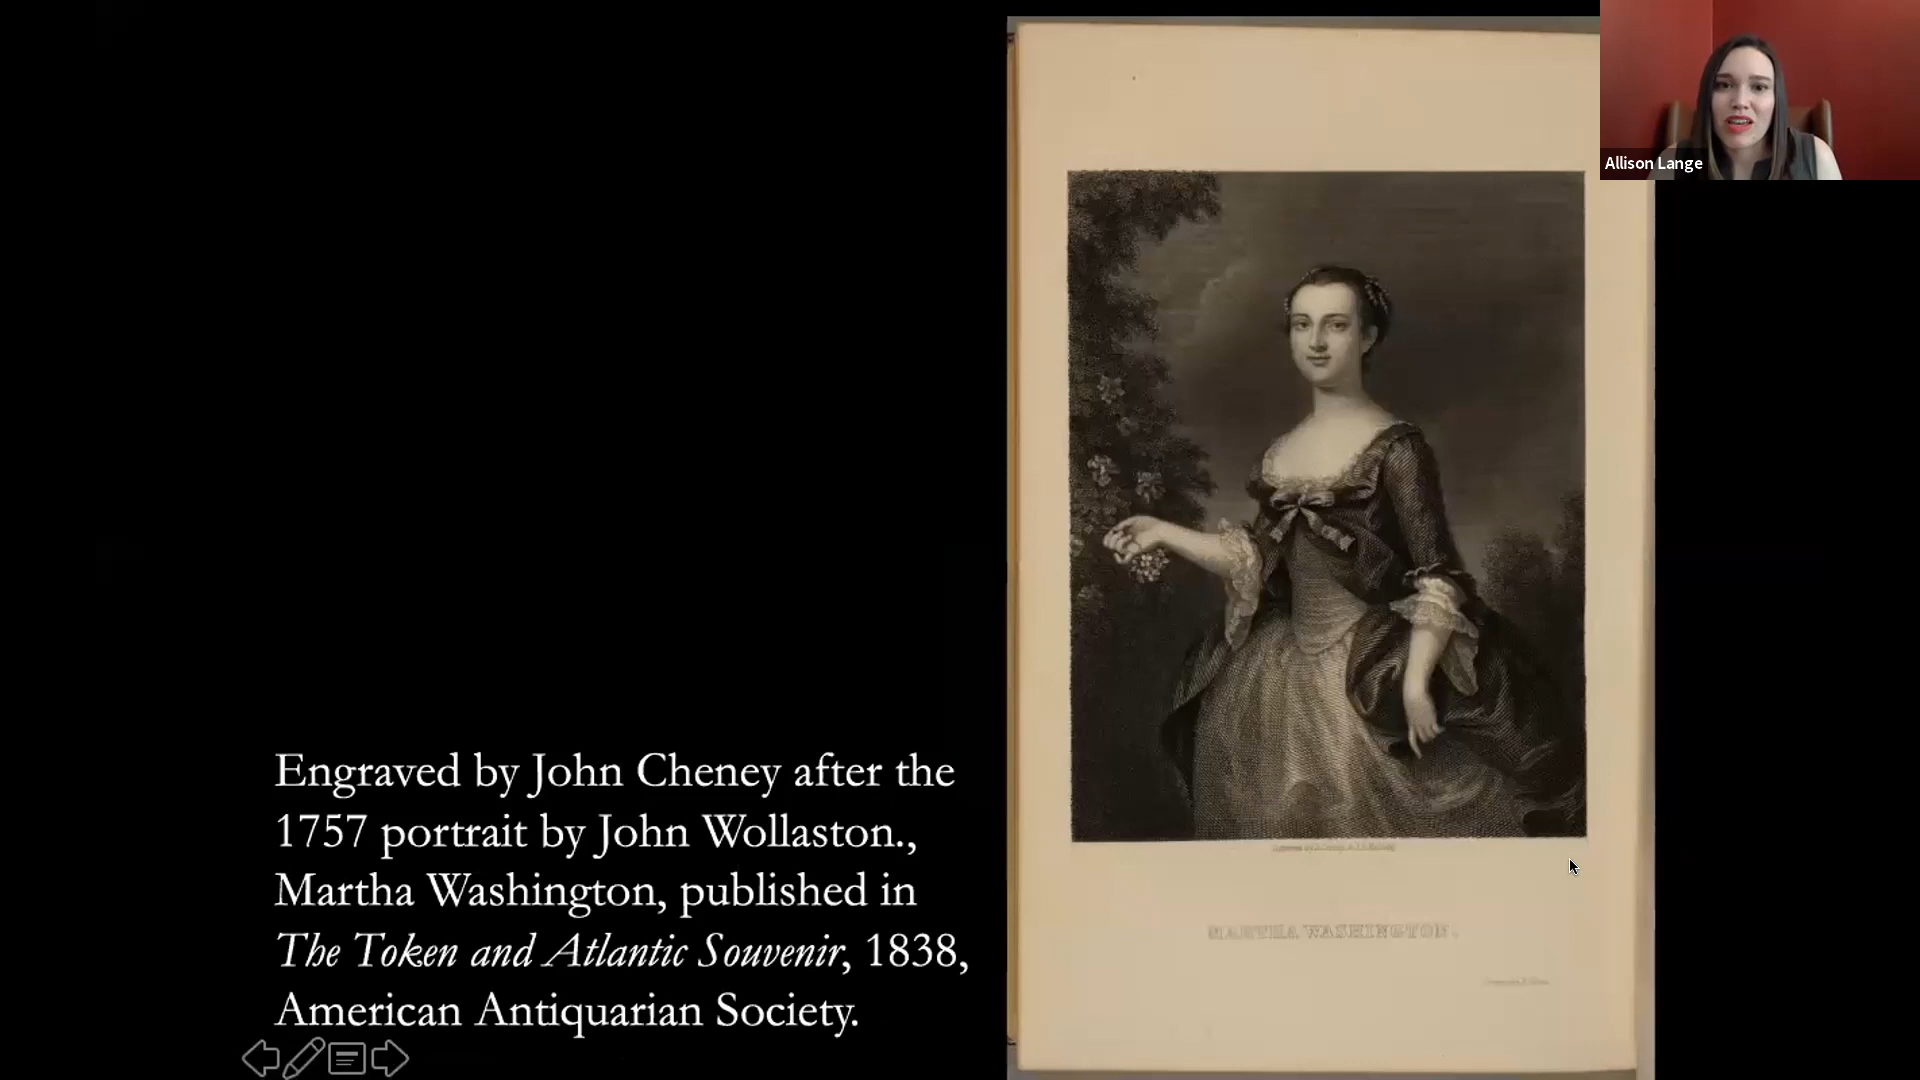 Allison Lange
Engraved by John Cheney after the
1757 portrait by John Wollaston.,
Martha Washington, published in
The Token and Atlantic Souvenir, 1838,
American Antiquarian Society.
MARTHA WASHINGTON.